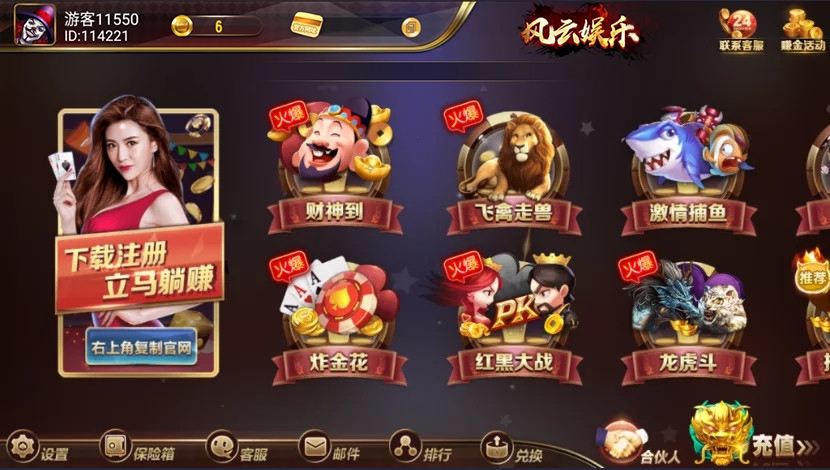 游客11550
ID:114221
6
官方网站
风云娱乐
24
联系客服
赚金活动
火爆
财神到
火爆
飞禽走兽
激情捕鱼
下载注册
立马躺赚
右上角复制官网
火爆
A
A
A
炸金花
火爆
PK
红黑大战
火爆
龙虎斗
推荐
设置
保险箱
客服
邮件
排行
兑换
合伙人
充值